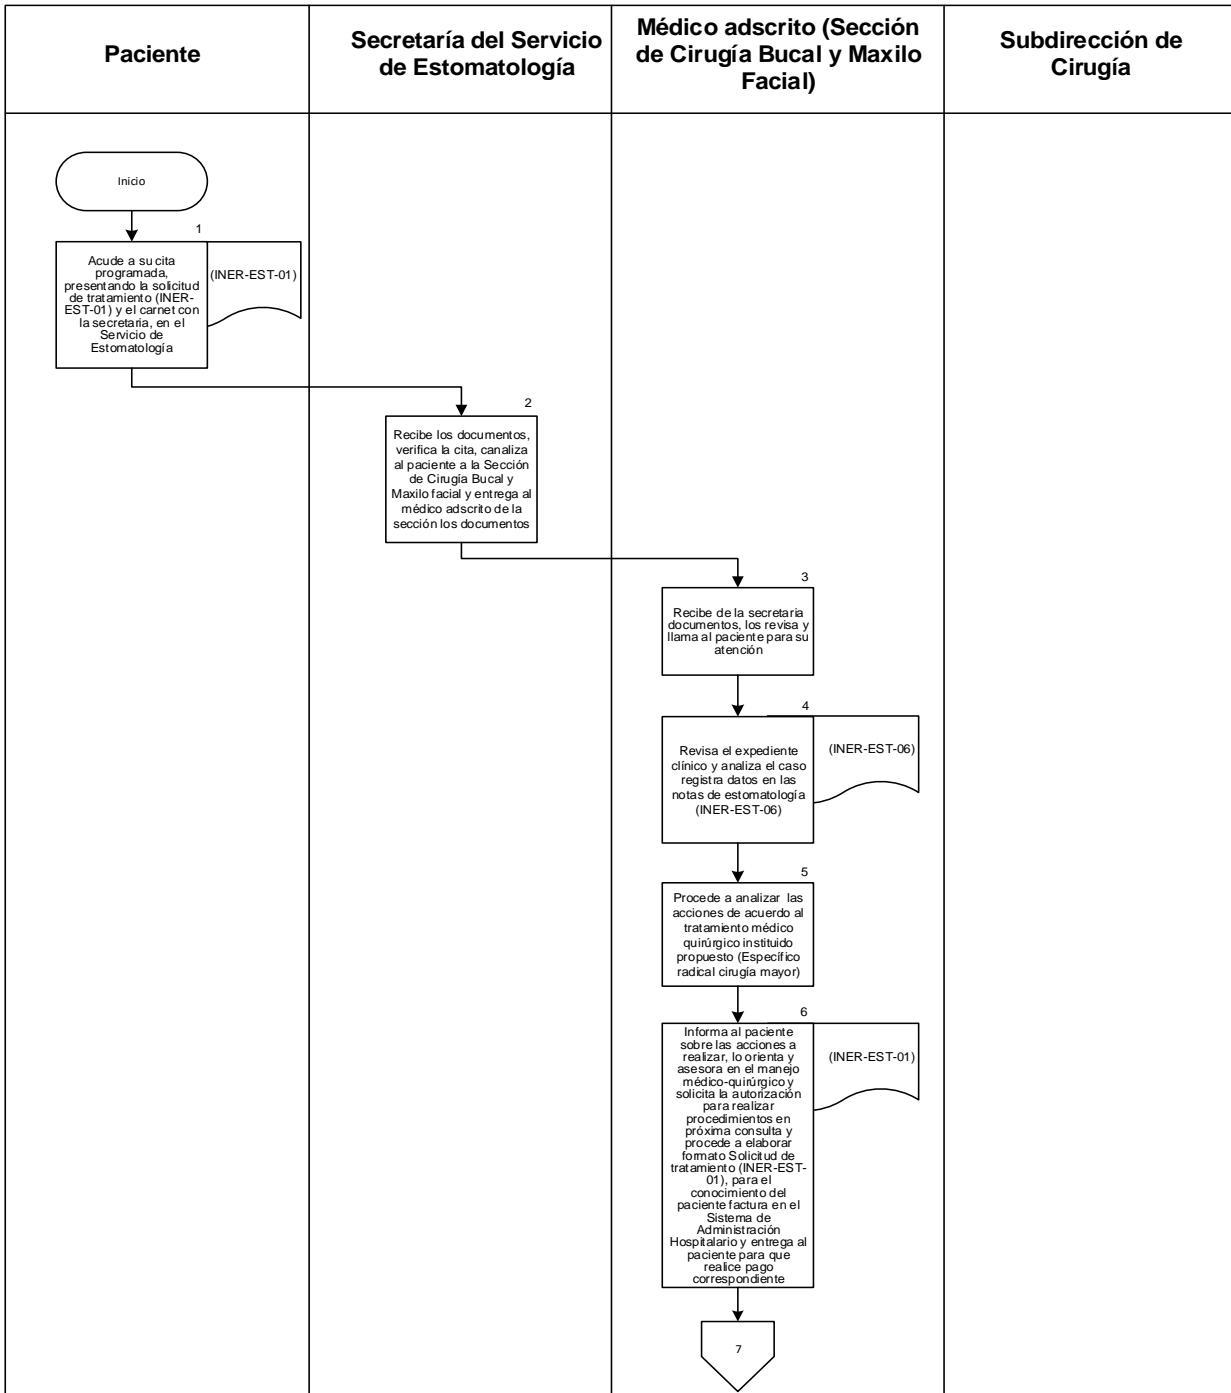 Paciente
Secretaría del Servicio
de Estomatología
Médico adscrito (Sección
de Cirugía Bucal y Maxilo
Facial)
Subdirección de
Cirugía
Inicio
1
Acude a su cita
programada,
presentando la solicitud
de tratamiento (INER-
EST-01) y el carnet con
la secretaria, en el
Servicio de
Estomatología
(INER-EST-01)
2
Recibe los documentos,
verifica la cita, canaliza
al paciente a la Sección
de Cirugía Bucal y
Maxilo facial y entrega al
médico adscrito de la
sección los documentos
3
Recibe de la secretaria
documentos, los revisa y
llama al paciente para su
atención
4
Revisa el expediente
clínico y analiza el caso
registra datos en las
notas de estomatología
(INER-EST-06)
(INER-EST-06)
5
Procede a analizar las
acciones de acuerdo al
tratamiento médico
quirúrgico instituido
propuesto (Específico
radical cirugía mayor)
6
Informa al paciente
sobre las acciones a
realizar, lo orienta y
asesora en el manejo
médico-quirúrgico y
solicita la autorización
para realizar
procedimientos en
próxima consulta y
procede a elaborar
formato Solicitud de
tratamiento (INER-EST-
01), para el
conocimiento del
paciente factura en el
Sistema de
Administración
Hospitalario y entrega al
paciente para que
realice pago
correspondiente
(INER-EST-01)
7